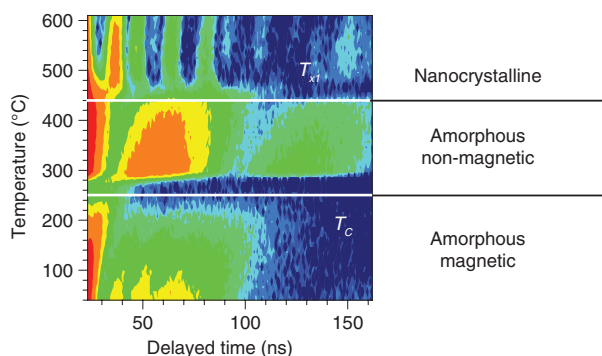 600
500
400
300
200
100
Temperature (°C)
T_x1
T_C
50
100
150
Delayed time (ns)
Nanocrystalline
Amorphous
non-magnetic
Amorphous
magnetic